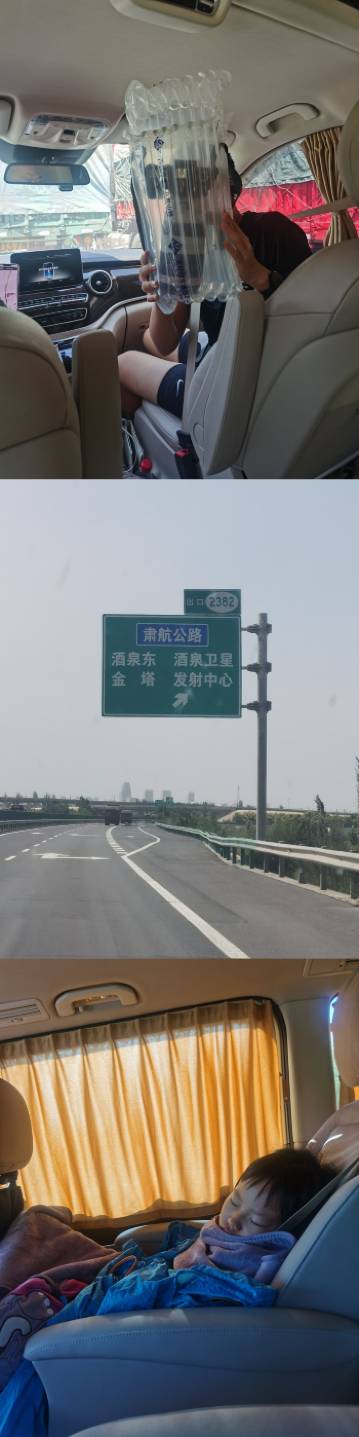 出口 2382
肃航公路
酒泉东 酒泉卫星
金塔 发射中心